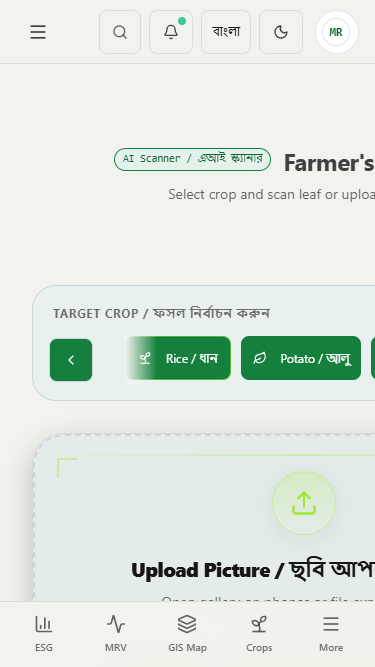 বাংলা
MR
AI Scanner / এআই স্ক্যানার
Farmer's
Select crop and scan leaf or uploa
TARGET CROP / ফসল নির্বাচন করুন
Rice / ধান
Potato / আলু
Upload Picture / ছবি আপ
ESG
MRV
GIS Map
Crops
More